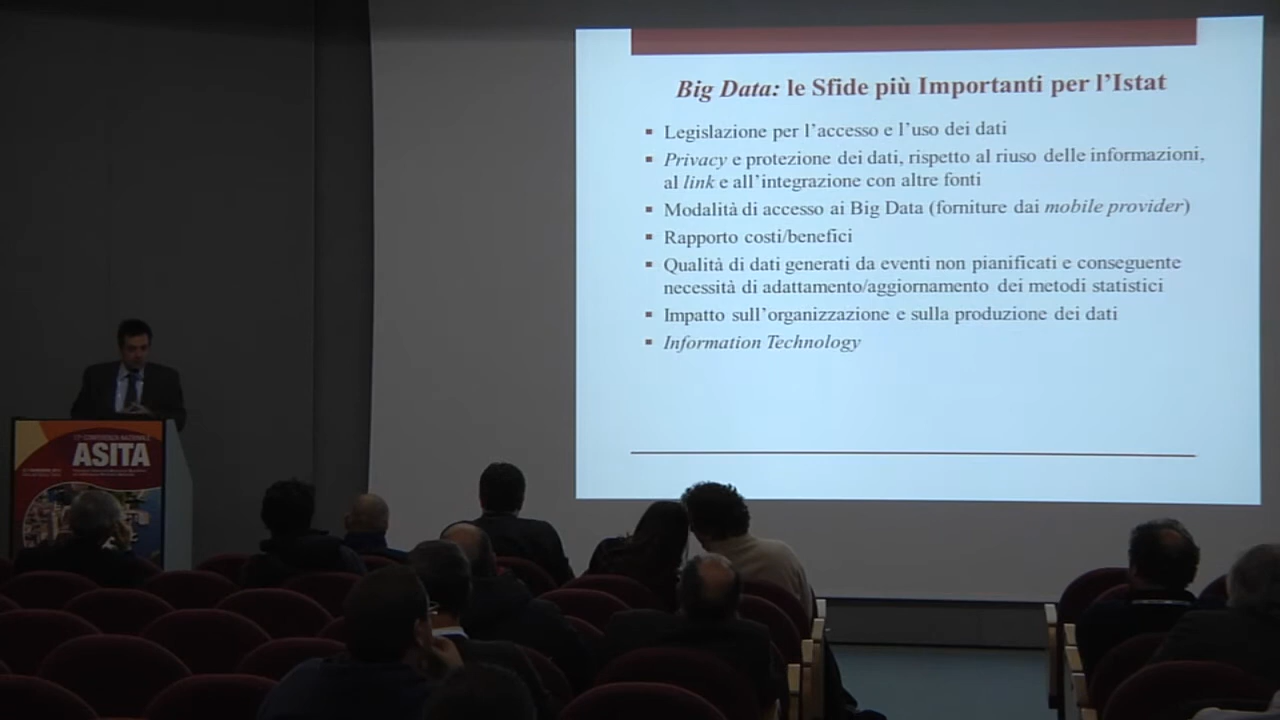 Big Data: le Sfide più Importanti per l’Istat
▪ Legislazione per l’accesso e l’uso dei dati
▪ Privacy e protezione dei dati, rispetto al riuso delle informazioni,
al link e all’integrazione con altre fonti
▪ Modalità di accesso ai Big Data (forniture dai mobile provider)
▪ Rapporto costi/benefici
▪ Qualità di dati generati da eventi non pianificati e conseguente
necessità di adattamento/aggiornamento dei metodi statistici
▪ Impatto sull’organizzazione e sulla produzione dei dati
▪ Information Technology
CONFERENZA NAZIONALE
ASITA